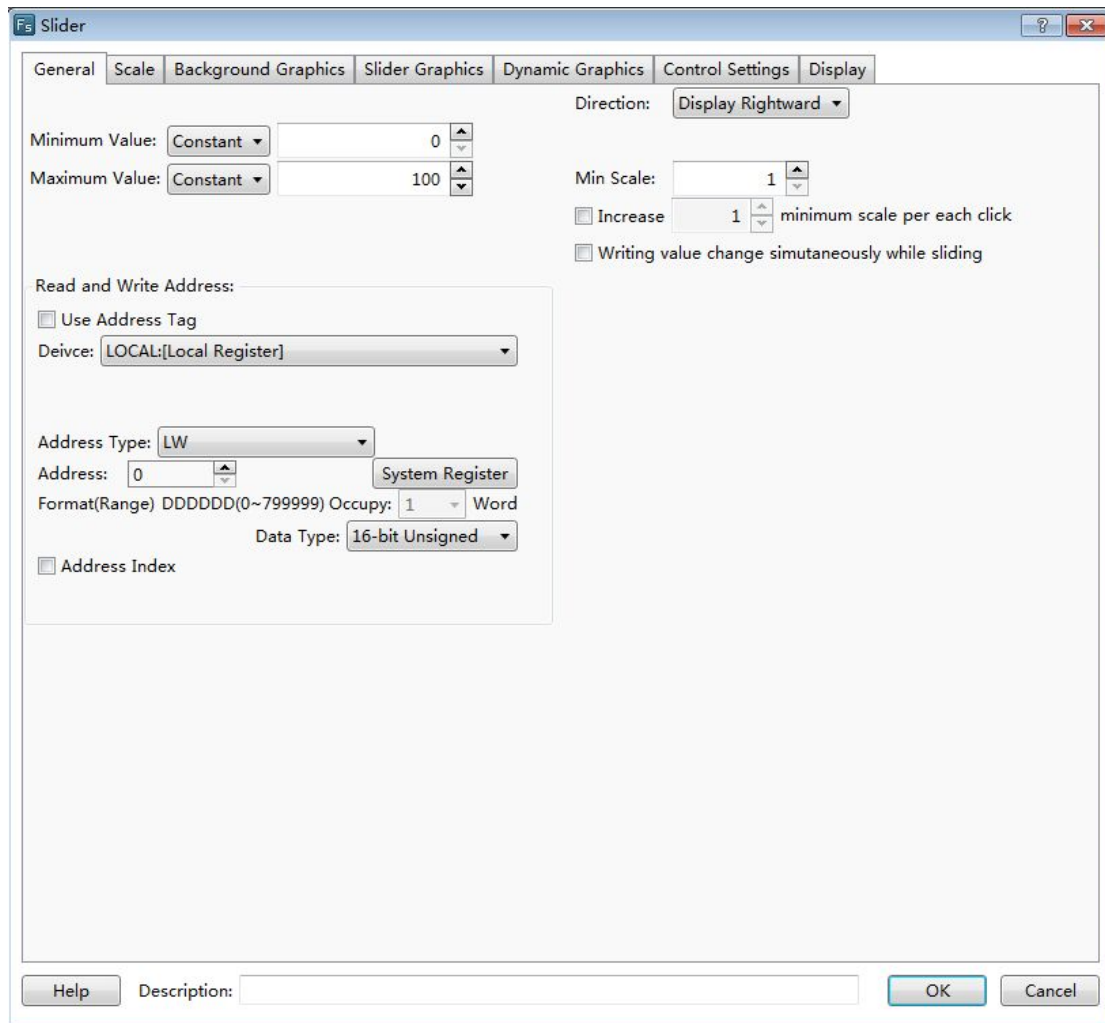 Fs Slider
General Scale Background Graphics Slider Graphics Dynamic Graphics Control Settings Display
Direction: Display Rightward
Minimum Value: Constant 0
Maximum Value: Constant 100
Min Scale: 1
Increase 1 minimum scale per each click
Writing value change simutaneously while sliding
Read and Write Address:
Use Address Tag
Deivce: LOCAL:[Local Register]
Address Type: LW
Address: 0 System Register
Format(Range) DDDDDD(0~799999) Occupy: 1 Word
Data Type: 16-bit Unsigned
Address Index
Help Description: OK Cancel